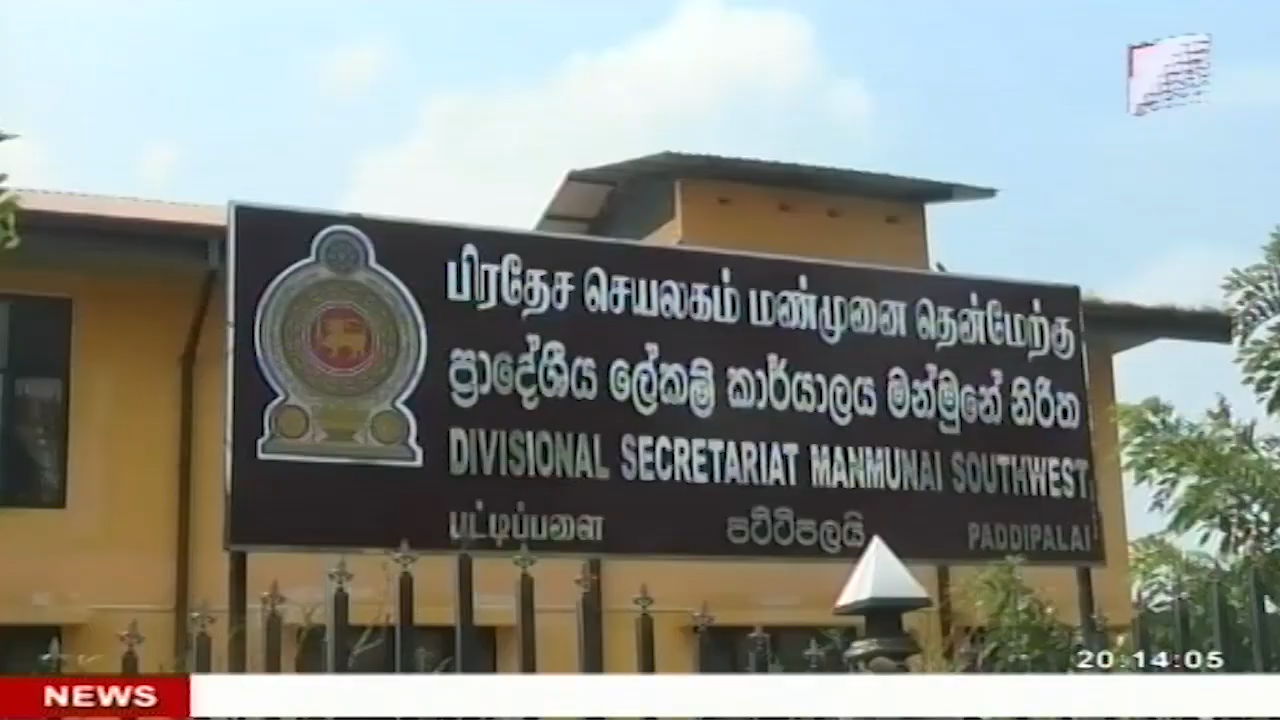 பிரதேச செயலகம் மண்முனை தென்மேற்கு
ප්‍රාදේශීය ලේකම් කාර්යාලය මන්මුනේ නිරිත
DIVISIONAL SECRETARIAT MANMUNAI SOUTHWEST
பட்டிப்பளை පට්ටිපලයි PADDIPALAI
20:14:05
NEWS